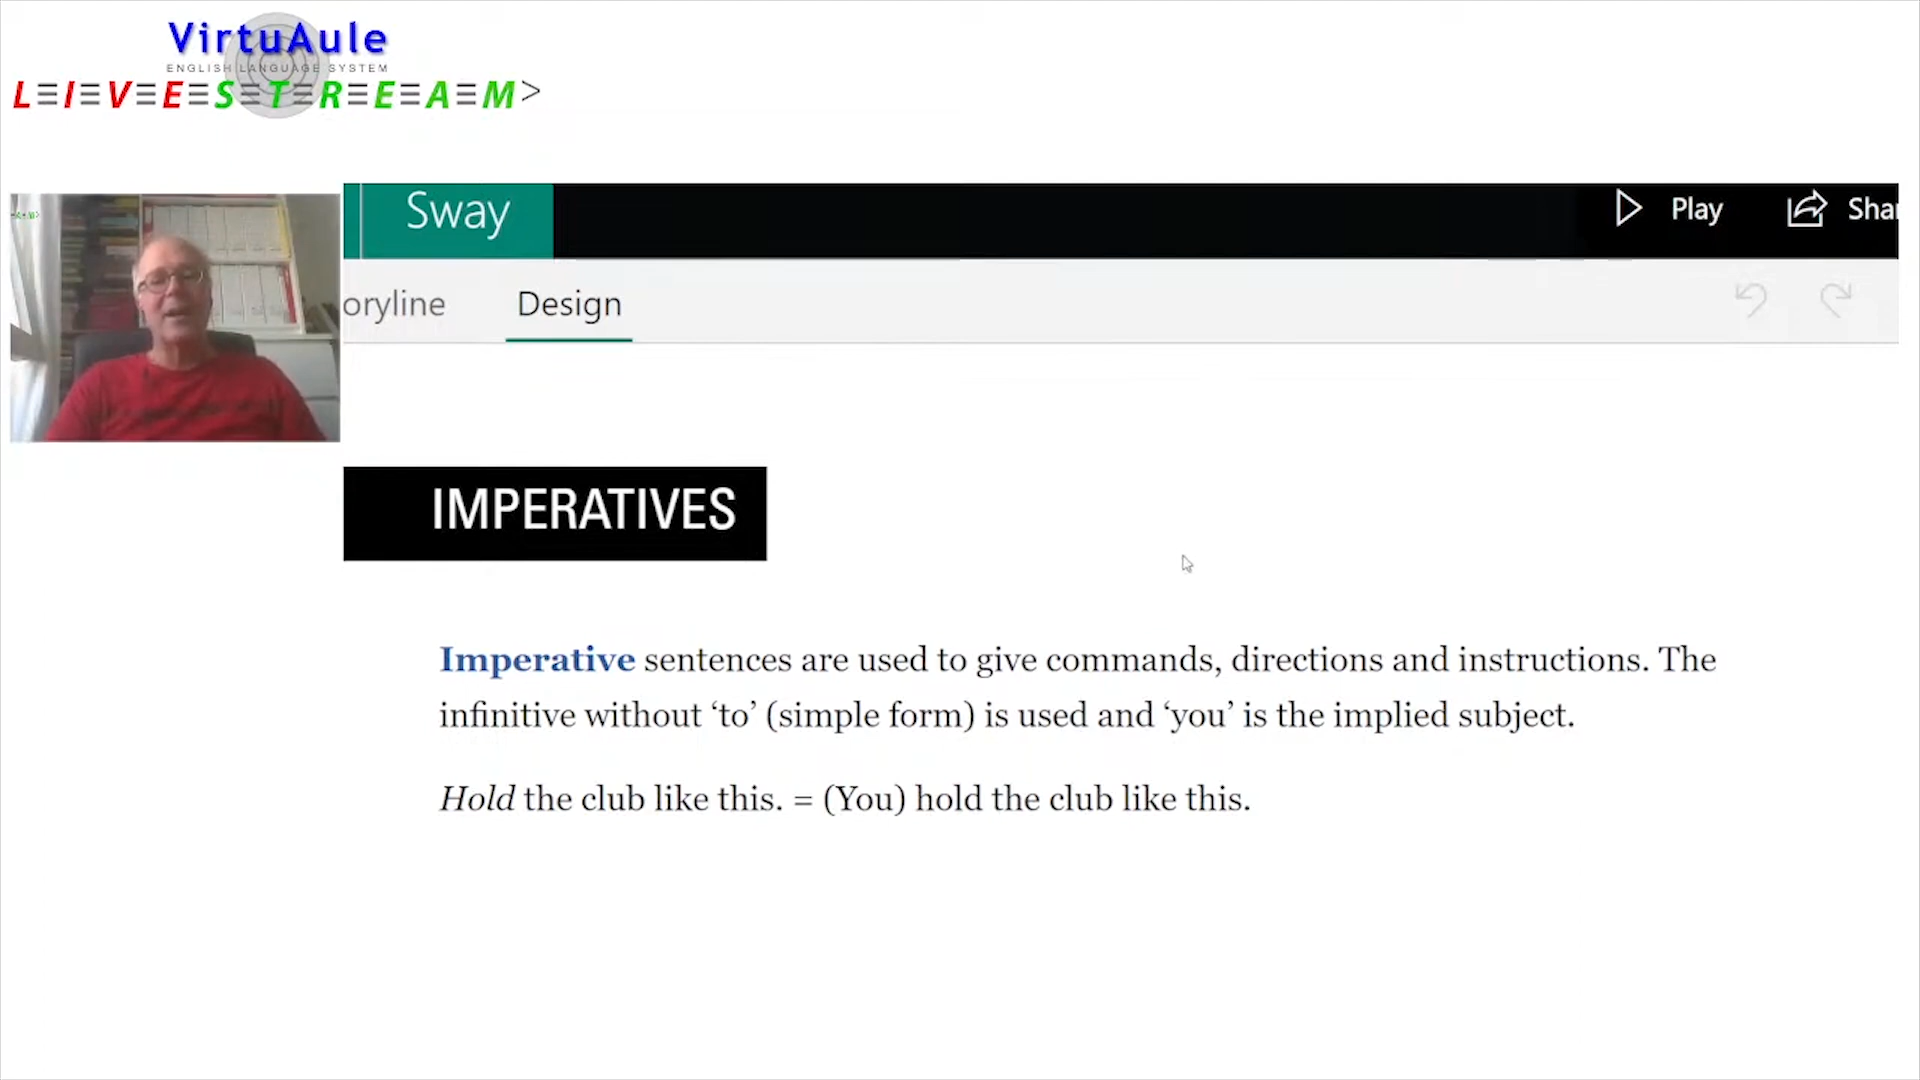 VirtuAule
ENGLISH LANGUAGE SYSTEM
L≡I≡V≡E≡S≡T≡R≡E≡A≡M>
Sway
Play
Shar
oryline
Design
IMPERATIVES
Imperative sentences are used to give commands, directions and instructions. The
infinitive without ‘to’ (simple form) is used and ‘you’ is the implied subject.
Hold the club like this. = (You) hold the club like this.